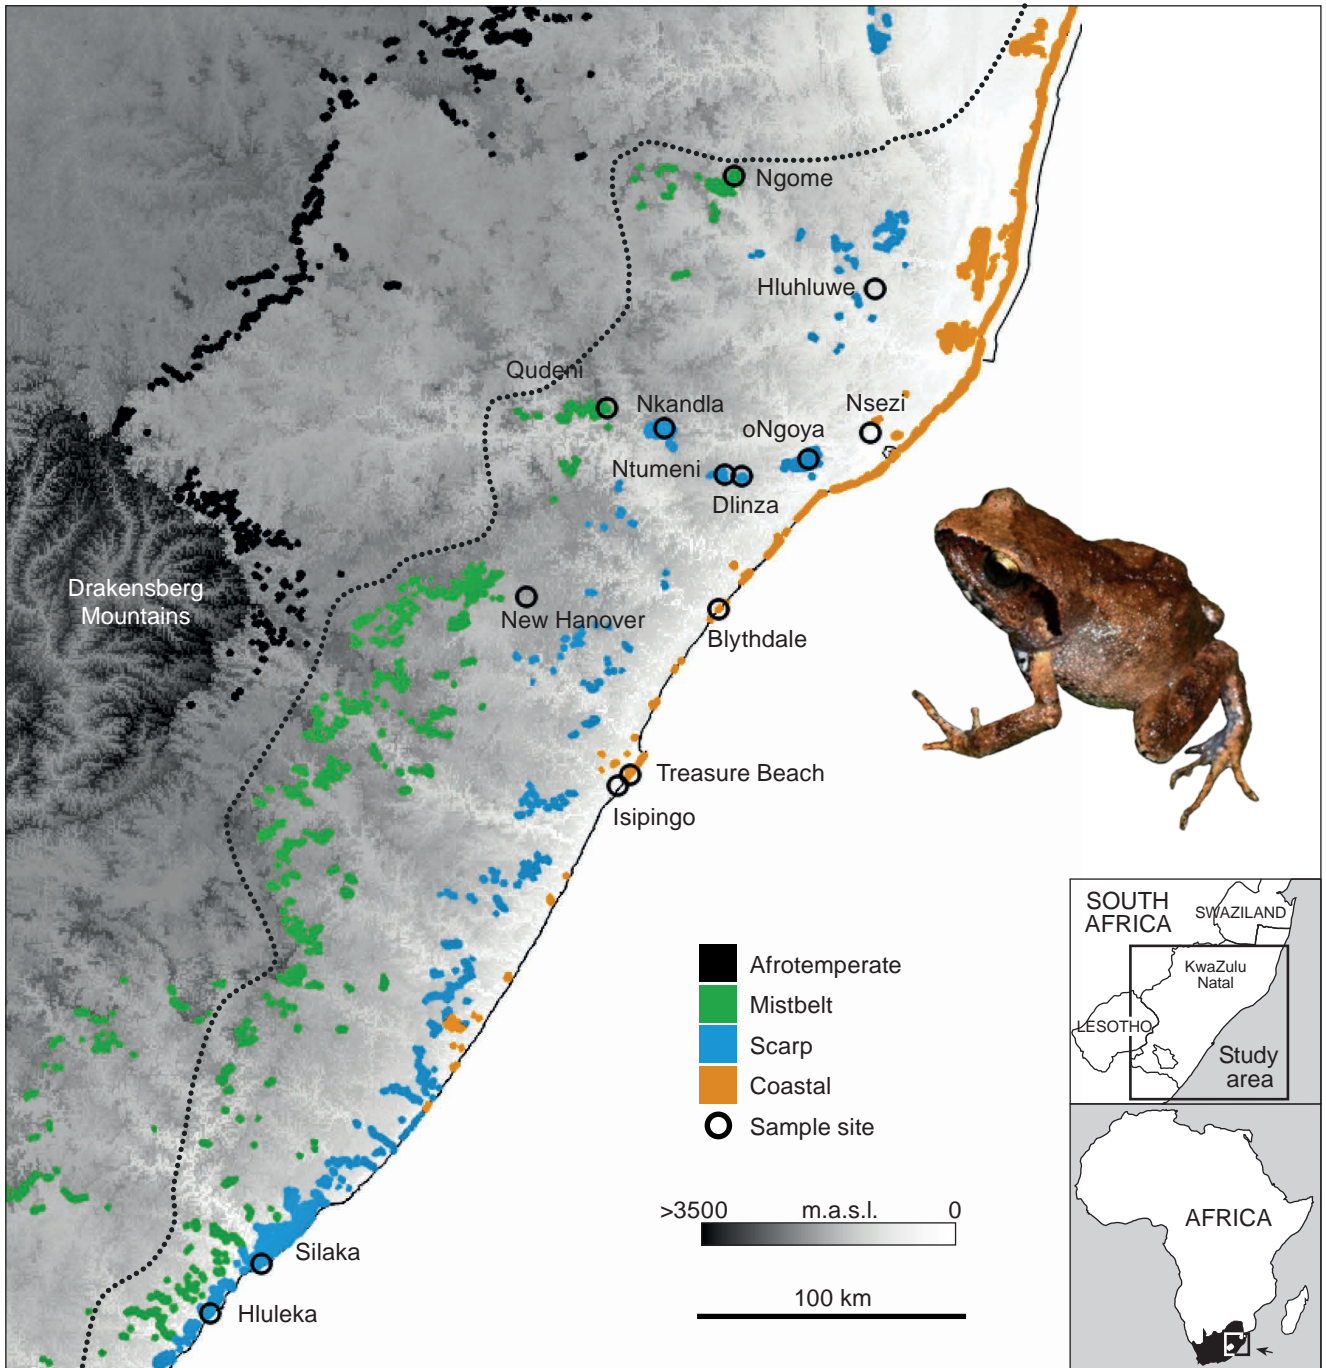 Ngome
Hluhluwe
Qudeni
Nkandla
Nsezi
oNgoya
Ntumeni
Dlinza
Drakensberg
Mountains
New Hanover
Blythdale
Treasure Beach
Isipingo
SOUTH
AFRICA
SWAZILAND
KwaZulu
Natal
LESOTHO
Study
area
Afrotemperate
Mistbelt
Scarp
Coastal
Sample site
>3500 m.a.s.l. 0
100 km
AFRICA
Silaka
Hluleka